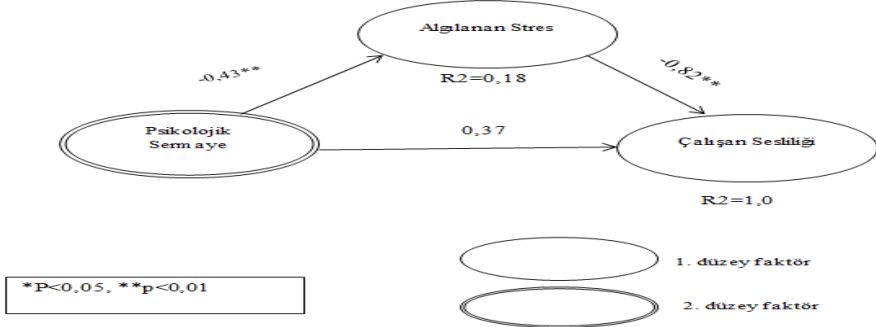 Algılanan Stres
-0,43**
R2=0,18
-0,82**
Psikolojik
Sermaye
0,37
Çalışan Sesliliği
R2=1,0
1. düzey faktör
*P<0,05, **p<0,01
2. düzey faktör